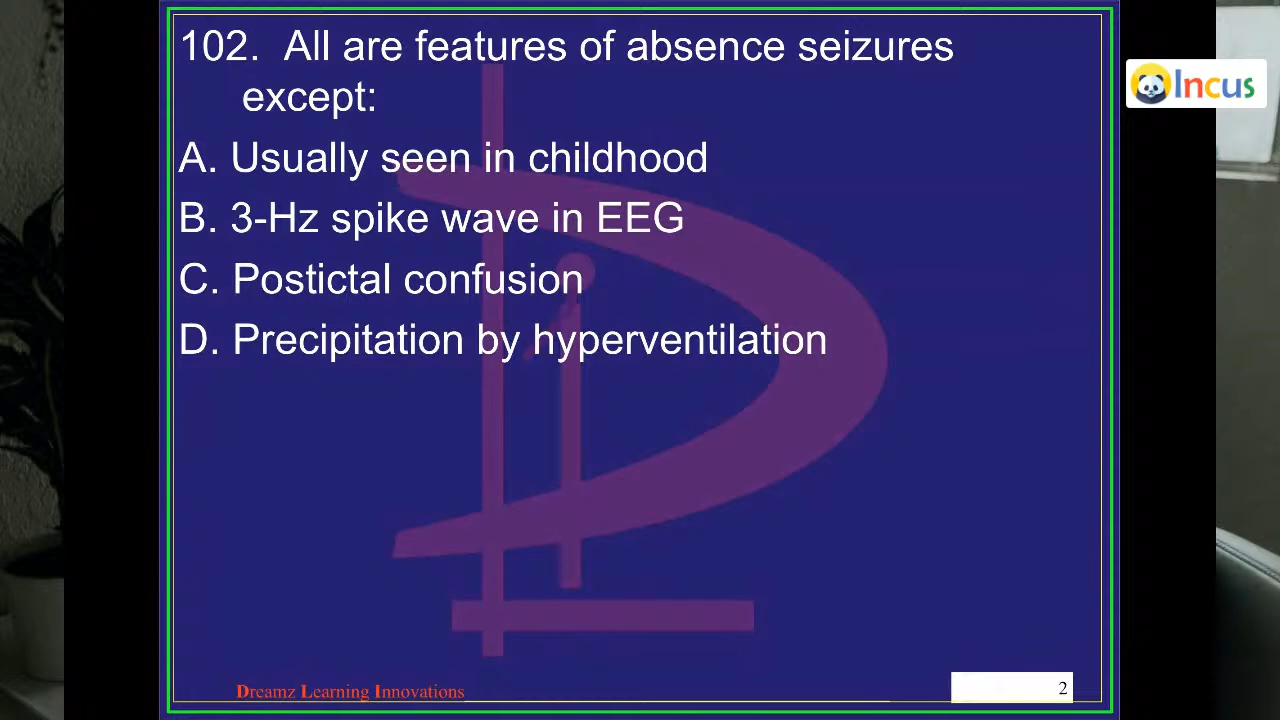 102. All are features of absence seizures
except:
Incus
A. Usually seen in childhood
B. 3-Hz spike wave in EEG
C. Postictal confusion
D. Precipitation by hyperventilation
Dreamz Learning Innovations
2